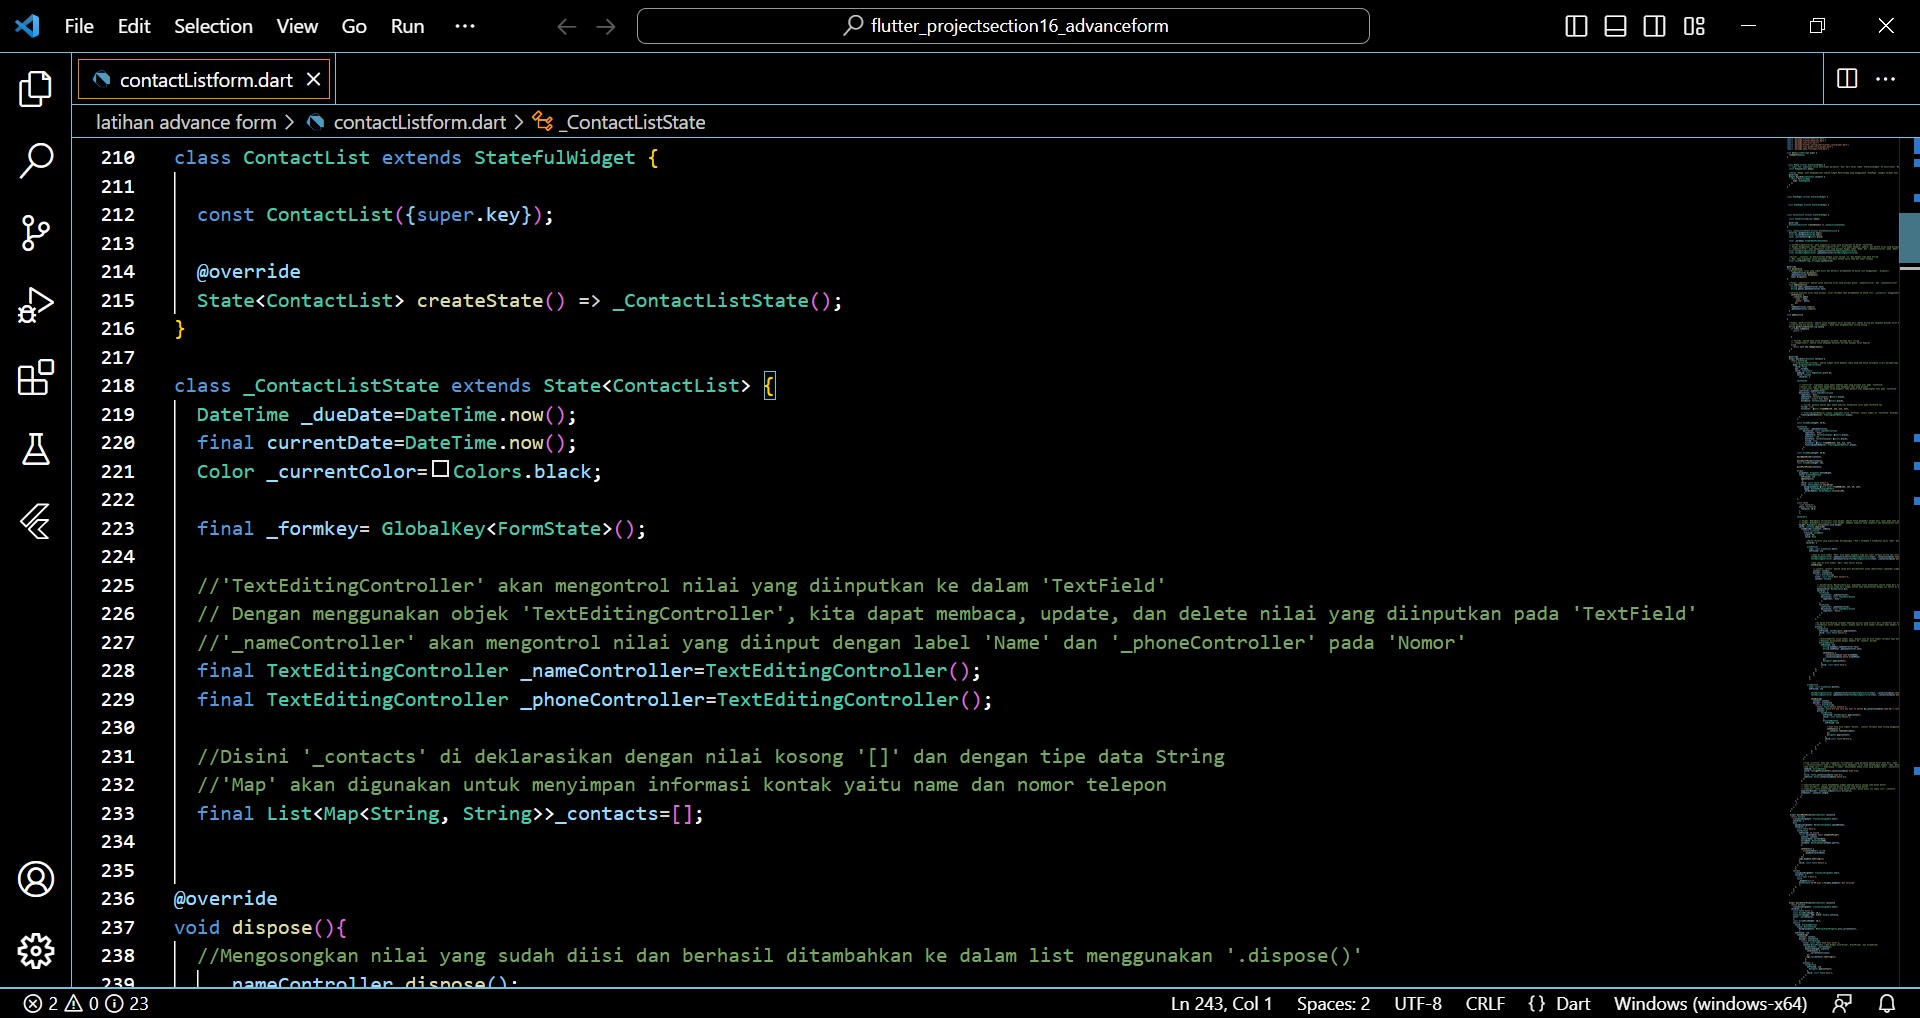 File Edit Selection View Go Run ···
flutter_projectsection16_advanceform
contactListform.dart
latihan advance form > contactListform.dart > _ContactListState
210 class ContactList extends StatefulWidget {
211
212 const ContactList({super.key});
213
214 @override
215 State<ContactList> createState() => _ContactListState();
216 }
217
218 class _ContactListState extends State<ContactList> {
219 DateTime _dueDate=DateTime.now();
220 final currentDate=DateTime.now();
221 Color _currentColor=Colors.black;
222
223 final _formkey= GlobalKey<FormState>();
224
225 //'TextEditingController' akan mengontrol nilai yang diinputkan ke dalam 'TextField'
226 // Dengan menggunakan objek 'TextEditingController', kita dapat membaca, update, dan delete nilai yang diinputkan pada 'TextField'
227 //'_nameController' akan mengontrol nilai yang diinput dengan label 'Name' dan '_phoneController' pada 'Nomor'
228 final TextEditingController _nameController=TextEditingController();
229 final TextEditingController _phoneController=TextEditingController();
230
231 //Disini '_contacts' di deklarasikan dengan nilai kosong '[]' dan dengan tipe data String
232 //'Map' akan digunakan untuk menyimpan informasi kontak yaitu name dan nomor telepon
233 final List<Map<String, String>>_contacts=[];
234
235
236 @override
237 void dispose(){
238 //Mengosongkan nilai yang sudah diisi dan berhasil ditambahkan ke dalam list menggunakan '.dispose()'
239 _nameController.dispose();
2 0 23
Ln 243, Col 1 Spaces: 2 UTF-8 CRLF {} Dart Windows (windows-x64)